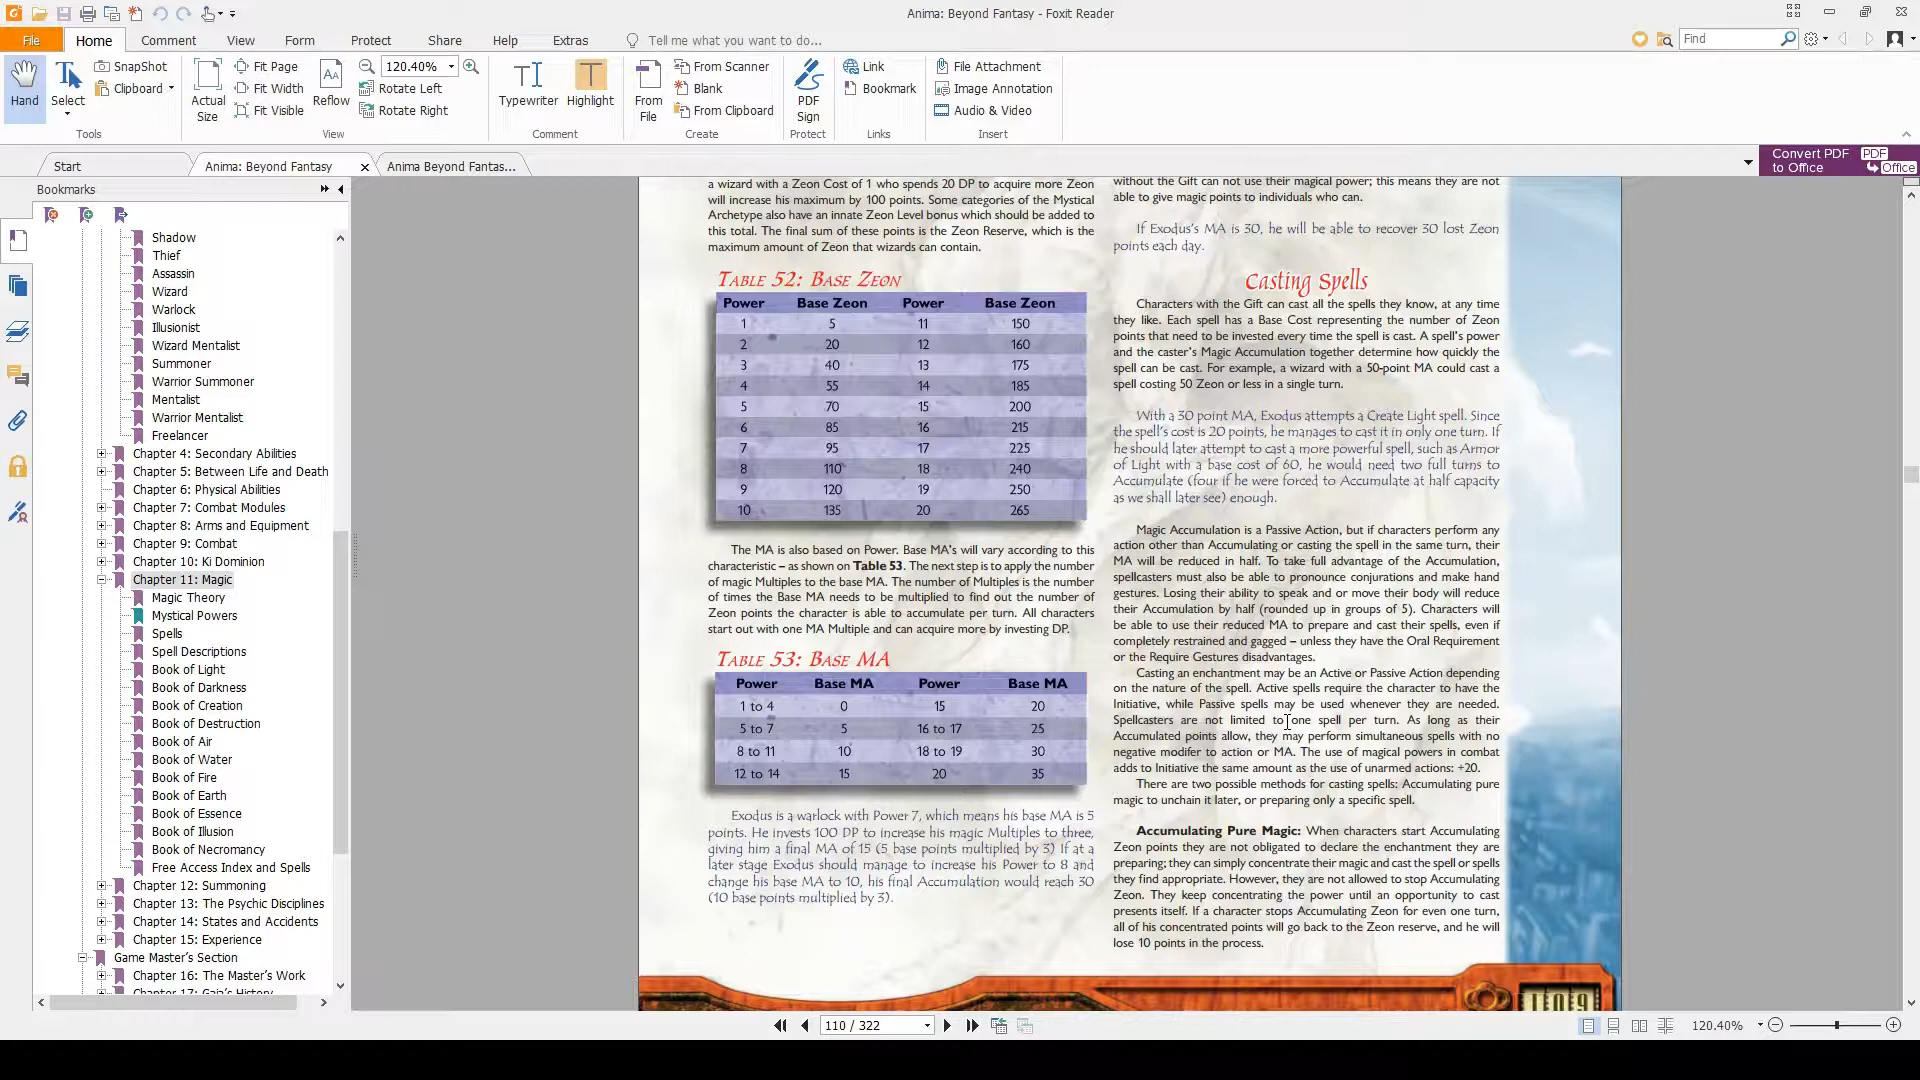 Anima: Beyond Fantasy - Foxit Reader
File
Home
Comment
View
Form
Protect
Share
Help
Extras
Tell me what you want to do...
Find
Hand
Select
SnapShot
Clipboard
Tools
Actual
Size
Fit Page
Fit Width
Fit Visible
Reflow
120.40%
Rotate Left
Rotate Right
View
Typewriter
Highlight
Comment
From
File
From Scanner
Blank
From Clipboard
Create
PDF
Sign
Protect
Link
Bookmark
Links
File Attachment
Image Annotation
Audio & Video
Insert
Start
Anima: Beyond Fantasy
Anima Beyond Fantas...
Convert PDF
to Office
PDF
Office
Bookmarks
Shadow
Thief
Assassin
Wizard
Warlock
Illusionist
Wizard Mentalist
Summoner
Warrior Summoner
Mentalist
Warrior Mentalist
Freelancer
Chapter 4: Secondary Abilities
Chapter 5: Between Life and Death
Chapter 6: Physical Abilities
Chapter 7: Combat Modules
Chapter 8: Arms and Equipment
Chapter 9: Combat
Chapter 10: Ki Dominion
Chapter 11: Magic
Magic Theory
Mystical Powers
Spells
Spell Descriptions
Book of Light
Book of Darkness
Book of Creation
Book of Destruction
Book of Air
Book of Water
Book of Fire
Book of Earth
Book of Essence
Book of Illusion
Book of Necromancy
Free Access Index and Spells
Chapter 12: Summoning
Chapter 13: The Psychic Disciplines
Chapter 14: States and Accidents
Chapter 15: Experience
Game Master's Section
Chapter 16: The Master's Work
Chapter 17: Gaia's History
a wizard with a Zeon Cost of 1 who spends 20 DP to acquire more Zeon
will increase his maximum by 100 points. Some categories of the Mystical
Archetype also have an innate Zeon Level bonus which should be added to
this total. The final sum of these points is the Zeon Reserve, which is the
maximum amount of Zeon that wizards can contain.
Table 52: Base Zeon
Power Base Zeon Power Base Zeon
1 5 11 150
2 20 12 160
3 40 13 175
4 55 14 185
5 70 15 200
6 85 16 215
7 95 17 225
8 110 18 240
9 120 19 250
10 135 20 265
The MA is also based on Power. Base MA's will vary according to this
characteristic – as shown on Table 53. The next step is to apply the number
of magic Multiples to the base MA. The number of Multiples is the number
of times the Base MA needs to be multiplied to find out the number of
Zeon points the character is able to accumulate per turn. All characters
start out with one MA Multiple and can acquire more by investing DP.
Table 53: Base MA
Power Base MA Power Base MA
1 to 4 0 15 20
5 to 7 5 16 to 17 25
8 to 11 10 18 to 19 30
12 to 14 15 20 35
Exodus is a warlock with Power 7, which means his base MA is 5
points. He invests 100 DP to increase his magic Multiples to three,
giving him a final MA of 15 (5 base points multiplied by 3) If at a
later stage Exodus should manage to increase his Power to 8 and
change his base MA to 10, his final Accumulation would reach 30
(10 base points multiplied by 3).
without the Gift can not use their magical power; this means they are not
able to give magic points to individuals who can.
If Exodus's MA is 30, he will be able to recover 30 lost Zeon
points each day.
Casting Spells
Characters with the Gift can cast all the spells they know, at any time
they like. Each spell has a Base Cost representing the number of Zeon
points that need to be invested every time the spell is cast. A spell's power
and the caster's Magic Accumulation together determine how quickly the
spell can be cast. For example, a wizard with a 50-point MA could cast a
spell costing 50 Zeon or less in a single turn.
With a 30 point MA, Exodus attempts a Create Light spell. Since
the spell's cost is 20 points, he manages to cast it in only one turn. If
he should later attempt to cast a more powerful spell, such as Armor
of Light with a base cost of 60, he would need two full turns to
Accumulate (four if he were forced to Accumulate at half capacity
as we shall later see) enough.
Magic Accumulation is a Passive Action, but if characters perform any
action other than Accumulating or casting the spell in the same turn, their
MA will be reduced in half. To take full advantage of the Accumulation,
spellcasters must also be able to pronounce conjurations and make hand
gestures. Losing their ability to speak and or move their body will reduce
their Accumulation by half (rounded up in groups of 5). Characters will
be able to use their reduced MA to prepare and cast their spells, even if
completely restrained and gagged – unless they have the Oral Requirement
or the Require Gestures disadvantages.
Casting an enchantment may be an Active or Passive Action depending
on the nature of the spell. Active spells require the character to have the
Initiative, while Passive spells may be used whenever they are needed.
Spellcasters are not limited to one spell per turn. As long as their
Accumulated points allow, they may perform simultaneous spells with no
negative modifer to action or MA. The use of magical powers in combat
adds to Initiative the same amount as the use of unarmed actions: +20.
There are two possible methods for casting spells: Accumulating pure
magic to unchain it later, or preparing only a specific spell.
Accumulating Pure Magic: When characters start Accumulating
Zeon points they are not obligated to declare the enchantment they are
preparing; they can simply concentrate their magic and cast the spell or spells
they find appropriate. However, they are not allowed to stop Accumulating
Zeon. They keep concentrating the power until an opportunity to cast
presents itself. If a character stops Accumulating Zeon for even one turn,
all of his concentrated points will go back to the Zeon reserve, and he will
lose 10 points in the process.
109
110 / 322
120.40%